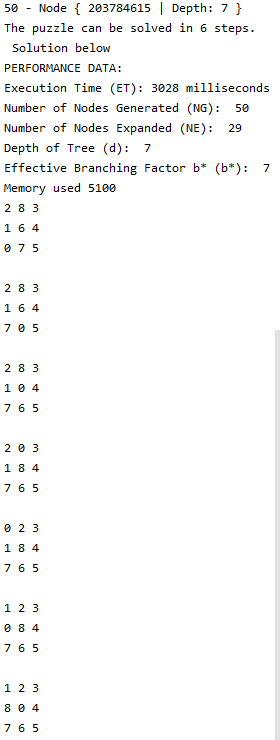 50 - Node { 203784615 | Depth: 7 }
The puzzle can be solved in 6 steps.
Solution below
PERFORMANCE DATA:
Execution Time (ET): 3028 milliseconds
Number of Nodes Generated (NG):  50
Number of Nodes Expanded (NE):  29
Depth of Tree (d):  7
Effective Branching Factor b* (b*):  7
Memory used 5100
2 8 3
1 6 4
0 7 5
2 8 3
1 6 4
7 0 5
2 8 3
1 0 4
7 6 5
2 0 3
1 8 4
7 6 5
0 2 3
1 8 4
7 6 5
1 2 3
0 8 4
7 6 5
1 2 3
8 0 4
7 6 5